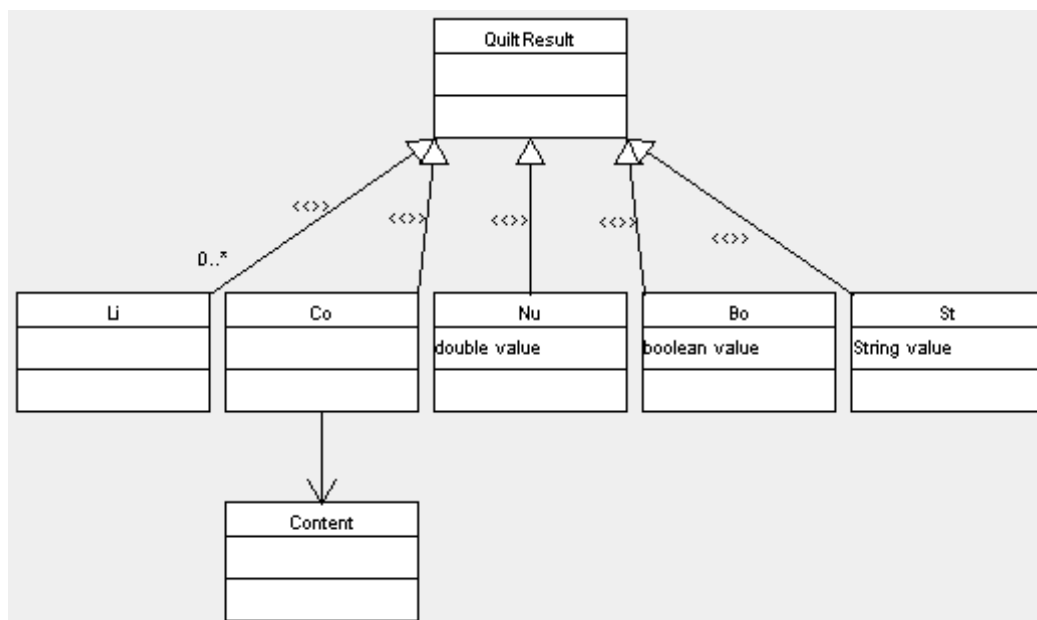 QuiltResult
<<>>
<<>>
<<>>
<<>>
<<>>
0..*
Li
Co
Nu
Bo
St
double value
boolean value
String value
Content